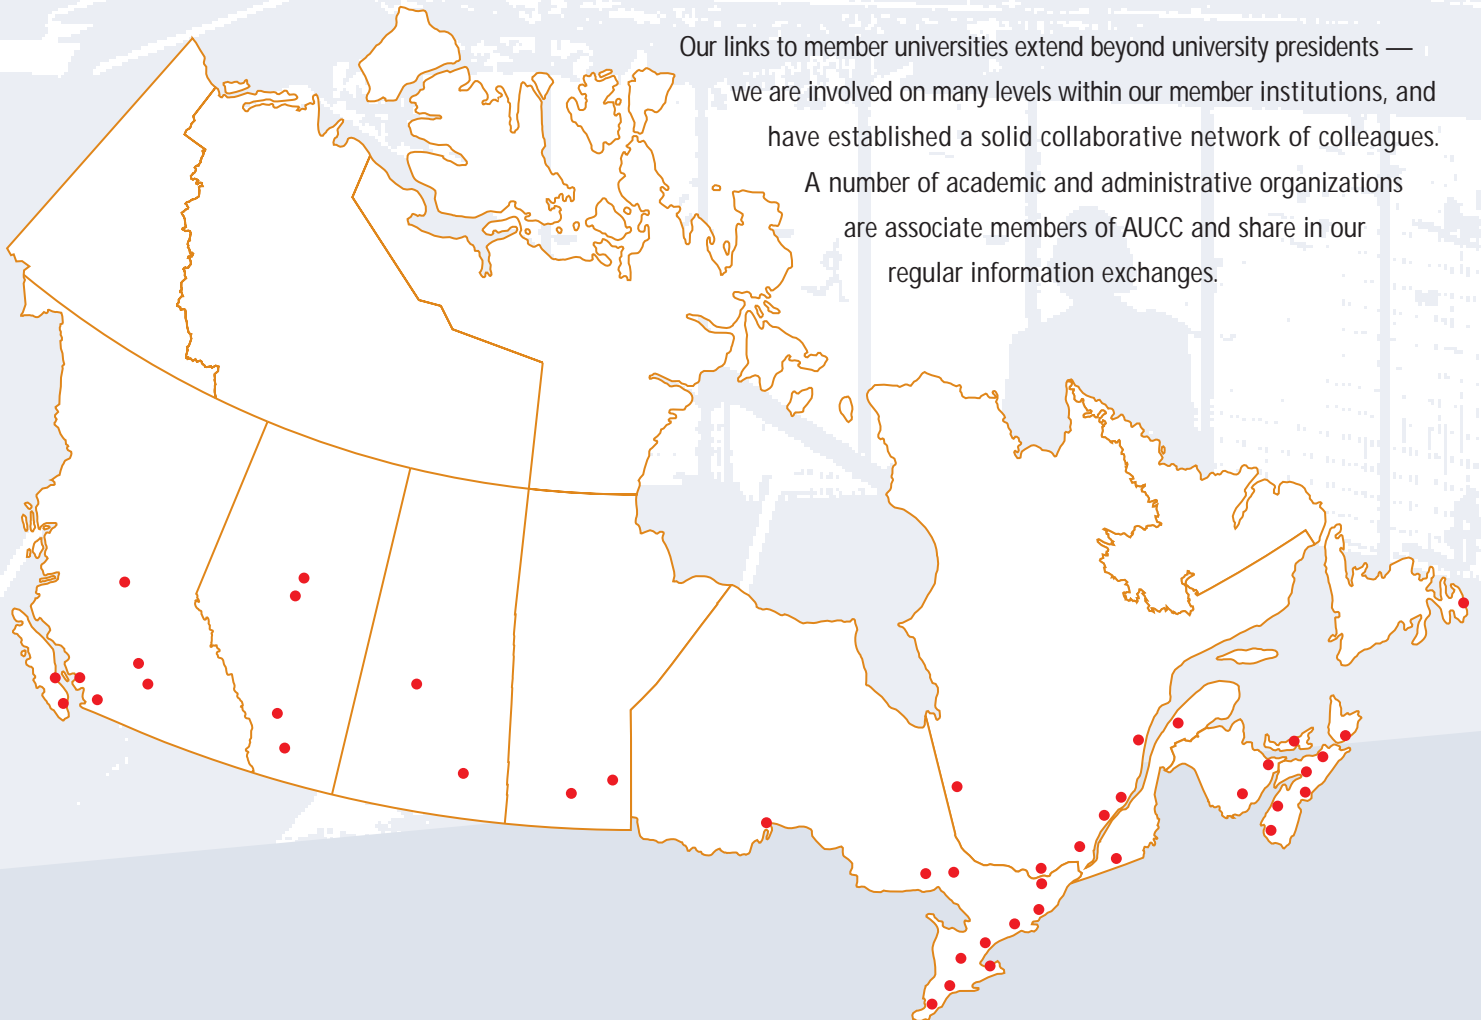 Our links to member universities extend beyond university presidents —
we are involved on many levels within our member institutions, and
have established a solid collaborative network of colleagues.
A number of academic and administrative organizations
are associate members of AUCC and share in our
regular information exchanges.